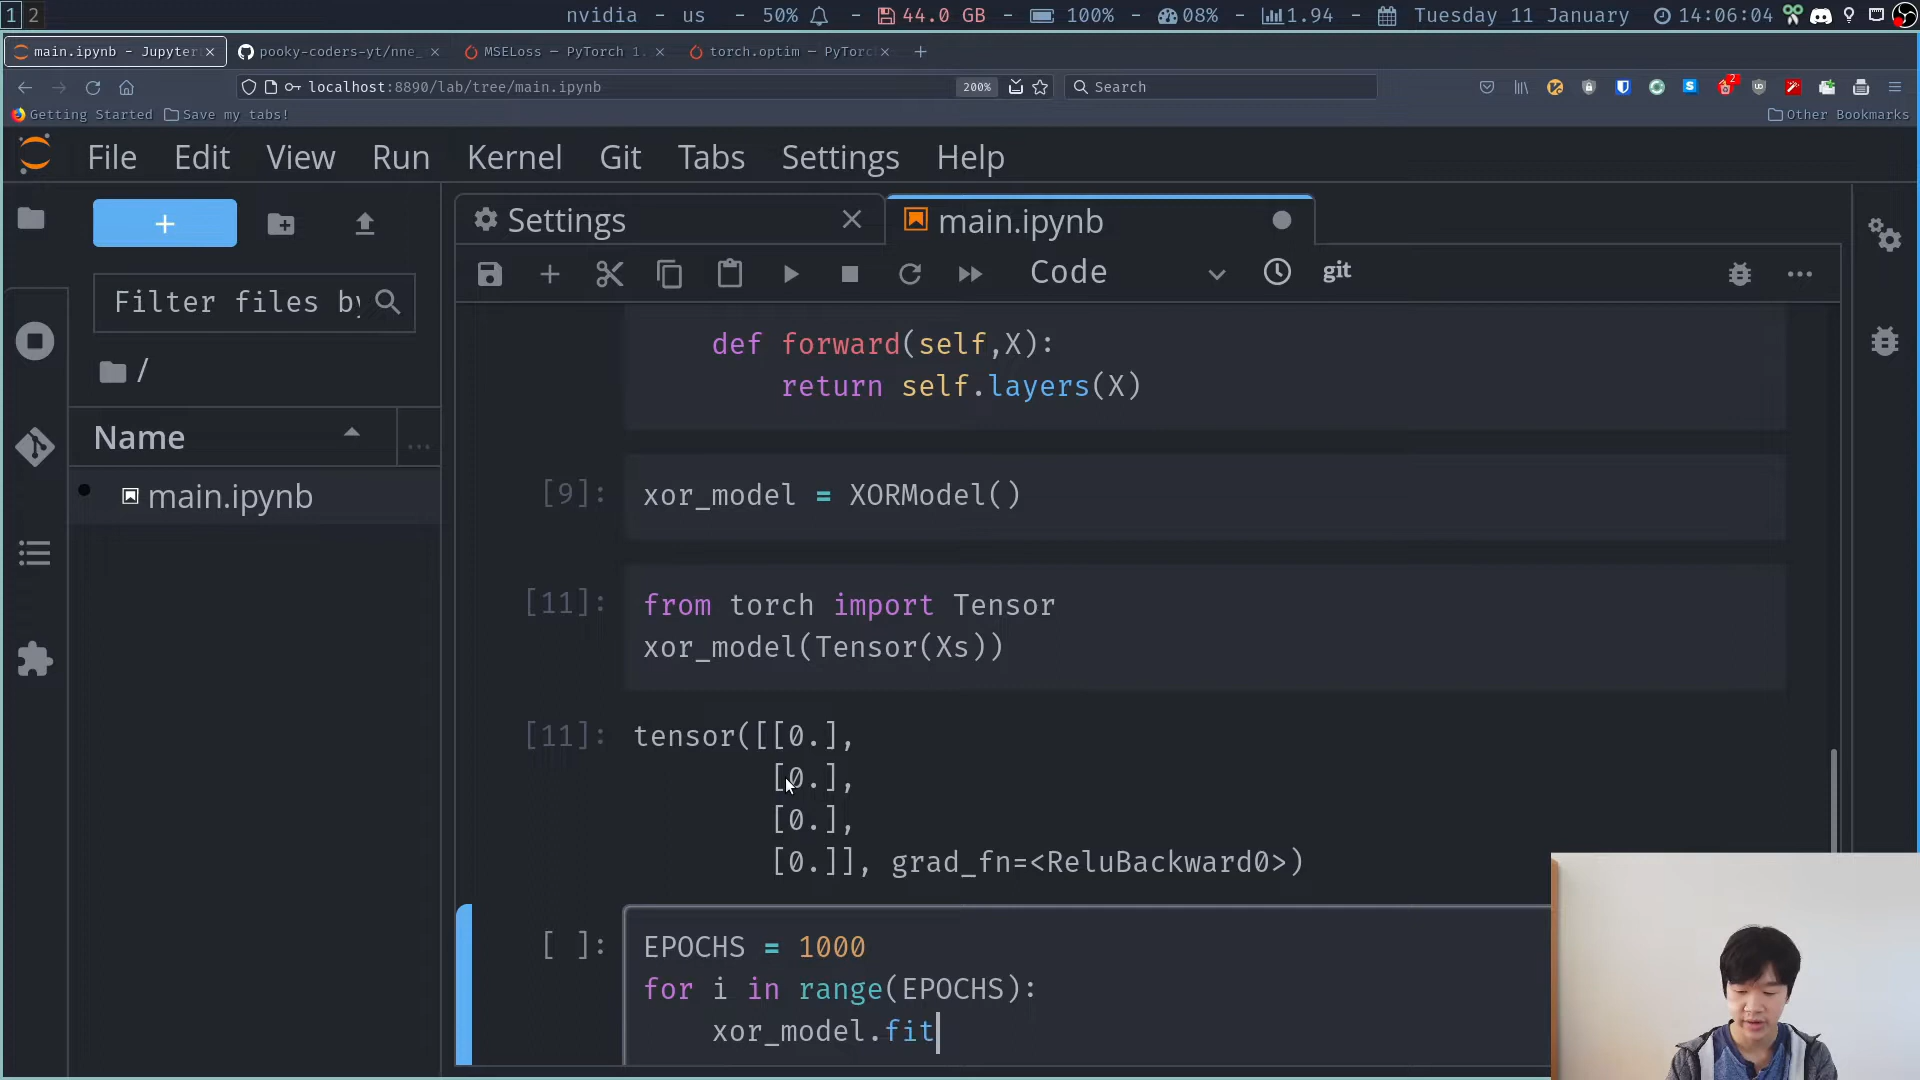 1 2 nvidia - us - 50% - 44.0 GB - 100% - 08% - 1.94 - Tuesday 11 January 14:06:04
main.ipynb - Jupyter pooky-coders-yt/nne_ MSELoss — PyTorch 1. torch.optim — PyTorc
localhost:8890/lab/tree/main.ipynb 200% Search 2
Getting Started Save my tabs! Other Bookmarks
File Edit View Run Kernel Git Tabs Settings Help
Settings main.ipynb
Code git
Filter files by
/
Name ...
main.ipynb
def forward(self,X):
return self.layers(X)
[9]: xor_model = XORModel()
[11]: from torch import Tensor
xor_model(Tensor(Xs))
[11]: tensor([[0.],
[0.],
[0.],
[0.]], grad_fn=<ReluBackward0>)
[ ]: EPOCHS = 1000
for i in range(EPOCHS):
xor_model.fit